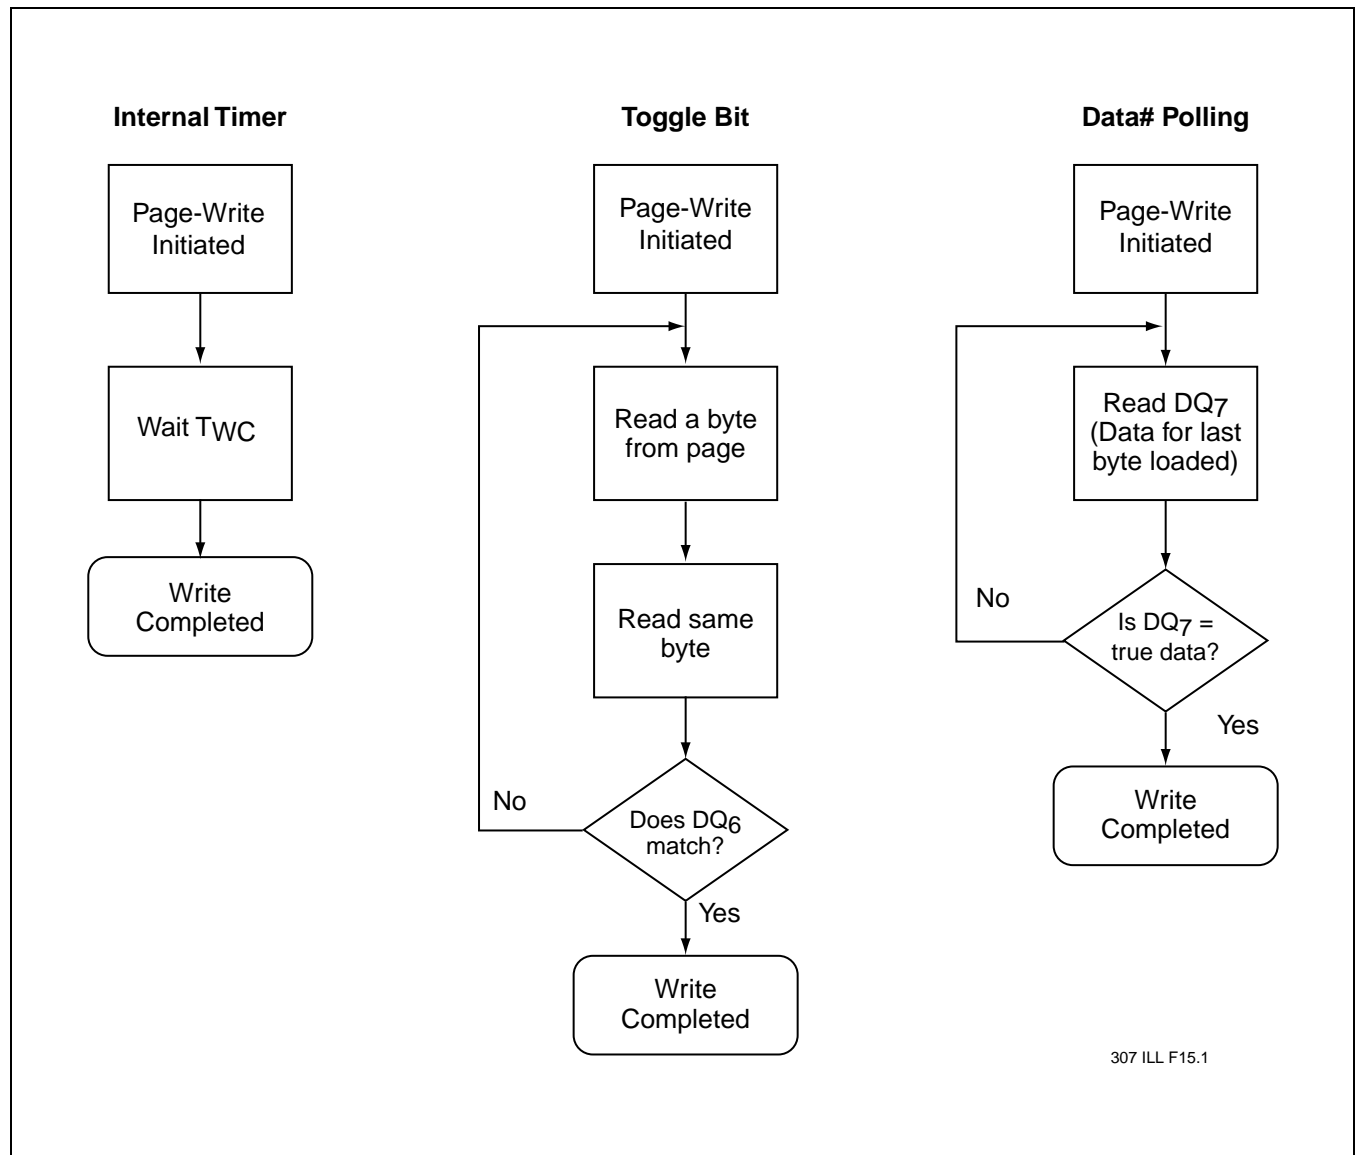 Internal Timer
Page-Write
Initiated
Wait TWC
Write
Completed
Toggle Bit
Page-Write
Initiated
Read a byte
from page
Read same
byte
No
Does DQ6
match?
Yes
Write
Completed
Data# Polling
Page-Write
Initiated
Read DQ7
(Data for last
byte loaded)
No
Is DQ7 =
true data?
Yes
Write
Completed
307 ILL F15.1